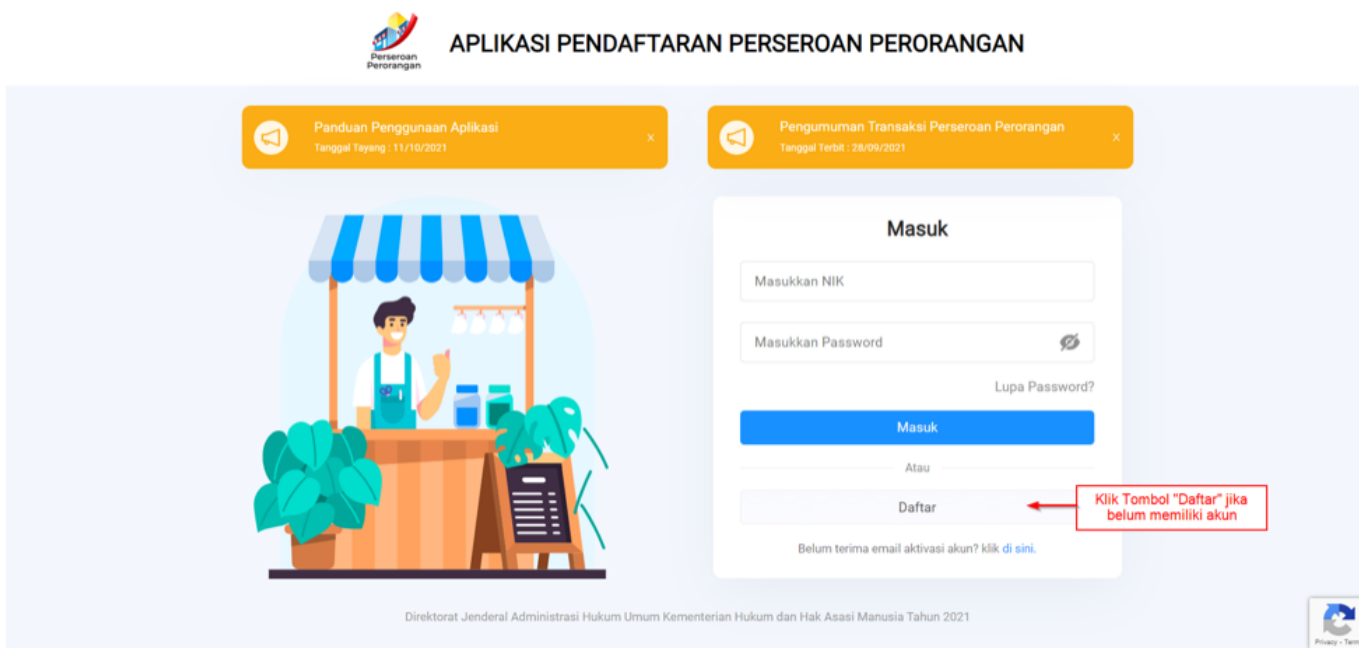 Perseroan
Perorangan
APLIKASI PENDAFTARAN PERSEROAN PERORANGAN
Panduan Penggunaan Aplikasi
Tanggal Tayang : 11/10/2021
x
Pengumuman Transaksi Perseroan Perorangan
Tanggal Terbit : 28/09/2021
x
Masuk
Masukkan NIK
Masukkan Password
Lupa Password?
Masuk
Atau
Daftar
Klik Tombol "Daftar" jika
belum memiliki akun
Belum terima email aktivasi akun? klik di sini.
Direktorat Jenderal Administrasi Hukum Umum Kementerian Hukum dan Hak Asasi Manusia Tahun 2021
Privacy - Term